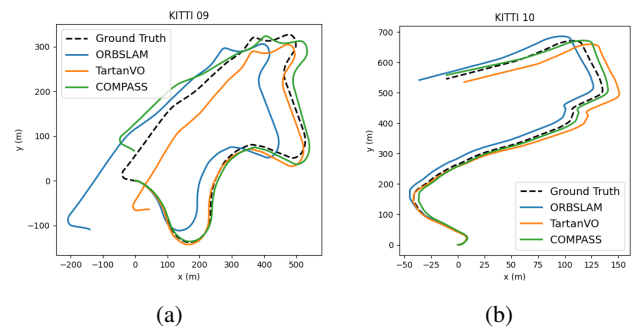 KITTI 09
Ground Truth
ORBSLAM
TartanVO
COMPASS
300
200
100
0
−100
y (m)
−200 −100 0 100 200 300 400 500
x (m)
(a)
KITTI 10
700
600
500
400
300
200
100
0
y (m)
Ground Truth
ORBSLAM
TartanVO
COMPASS
−50 −25 0 25 50 75 100 125 150
x (m)
(b)